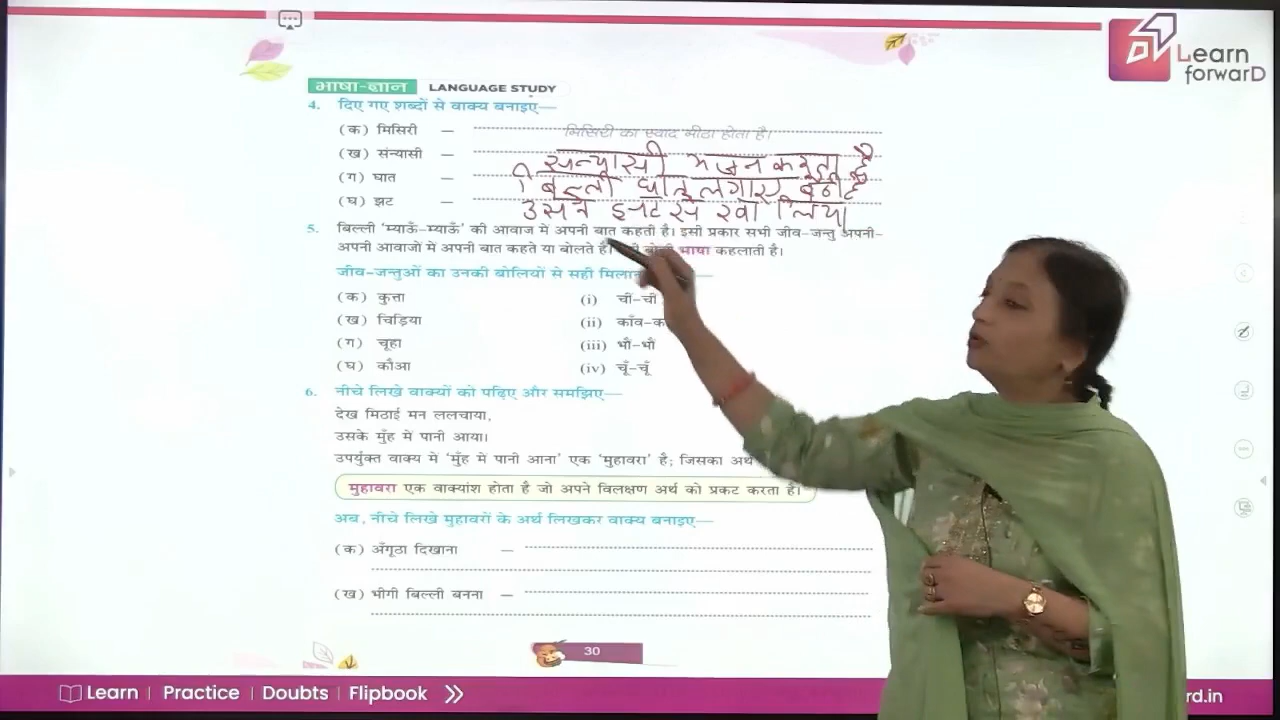 Learn
forwarD
भाषा-ज्ञान LANGUAGE STUDY
4. दिए गए शब्दों से वाक्य बनाइए—
(क) मिसिरी – मिसिरी का स्वाद मीठा होता है।
(ख) संन्यासी – सन्यासी भजन करता है
(ग) घात – बिल्ली घात लगाए बैठी है
(घ) झट – उसने झट से खा लिया
5. बिल्ली ‘म्याऊँ-म्याऊँ’ की आवाज में अपनी बात कहती है। इसी प्रकार सभी जीव-जन्तु अपनी-
अपनी आवाजों में अपनी बात कहते या बोलते हैं। बोली भाषा कहलाती है।
जीव-जन्तुओं का उनकी बोलियों से सही मिलान
(क) कुत्ता (i) चीं-चीं
(ख) चिड़िया (ii) काँव-
(ग) चूहा (iii) भौं-भौं
(घ) कौआ (iv) चूँ-चूँ
6. नीचे लिखे वाक्यों को पढ़िए और समझिए—
देख मिठाई मन ललचाया,
उसके मुँह में पानी आया।
उपर्युक्त वाक्य में ‘मुँह में पानी आना’ एक ‘मुहावरा’ है; जिसका अर्थ
मुहावरा एक वाक्यांश होता है जो अपने विलक्षण अर्थ को प्रकट करता है।
अब, नीचे लिखे मुहावरों के अर्थ लिखकर वाक्य बनाइए—
(क) अँगूठा दिखाना –
(ख) भीगी बिल्ली बनना –
30
Learn | Practice | Doubts | Flipbook rd.in